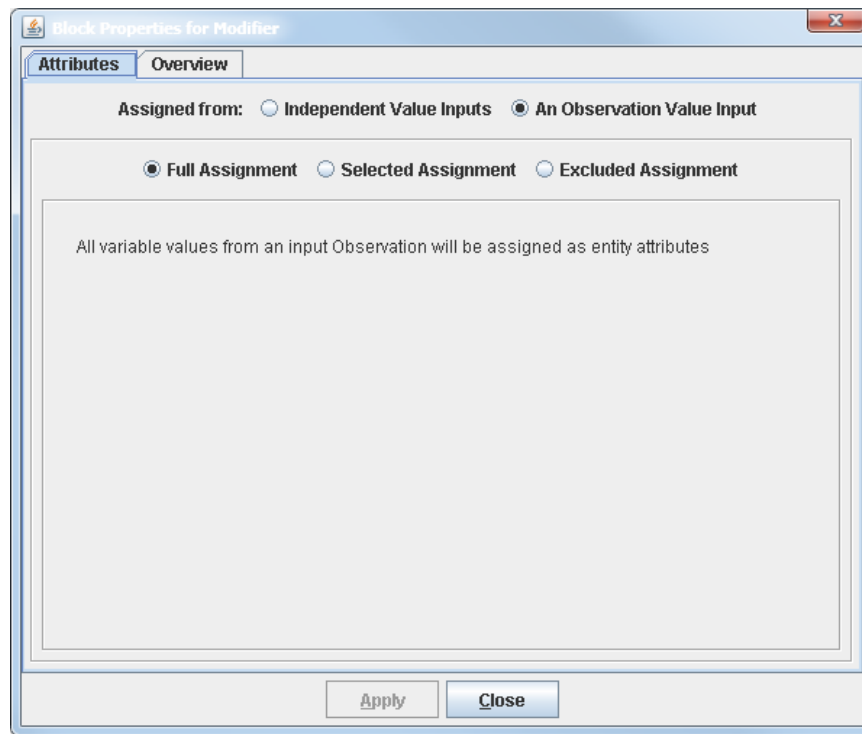 Block Properties for Modifier
Attributes Overview
Assigned from: Independent Value Inputs An Observation Value Input
Full Assignment Selected Assignment Excluded Assignment
All variable values from an input Observation will be assigned as entity attributes
Apply Close